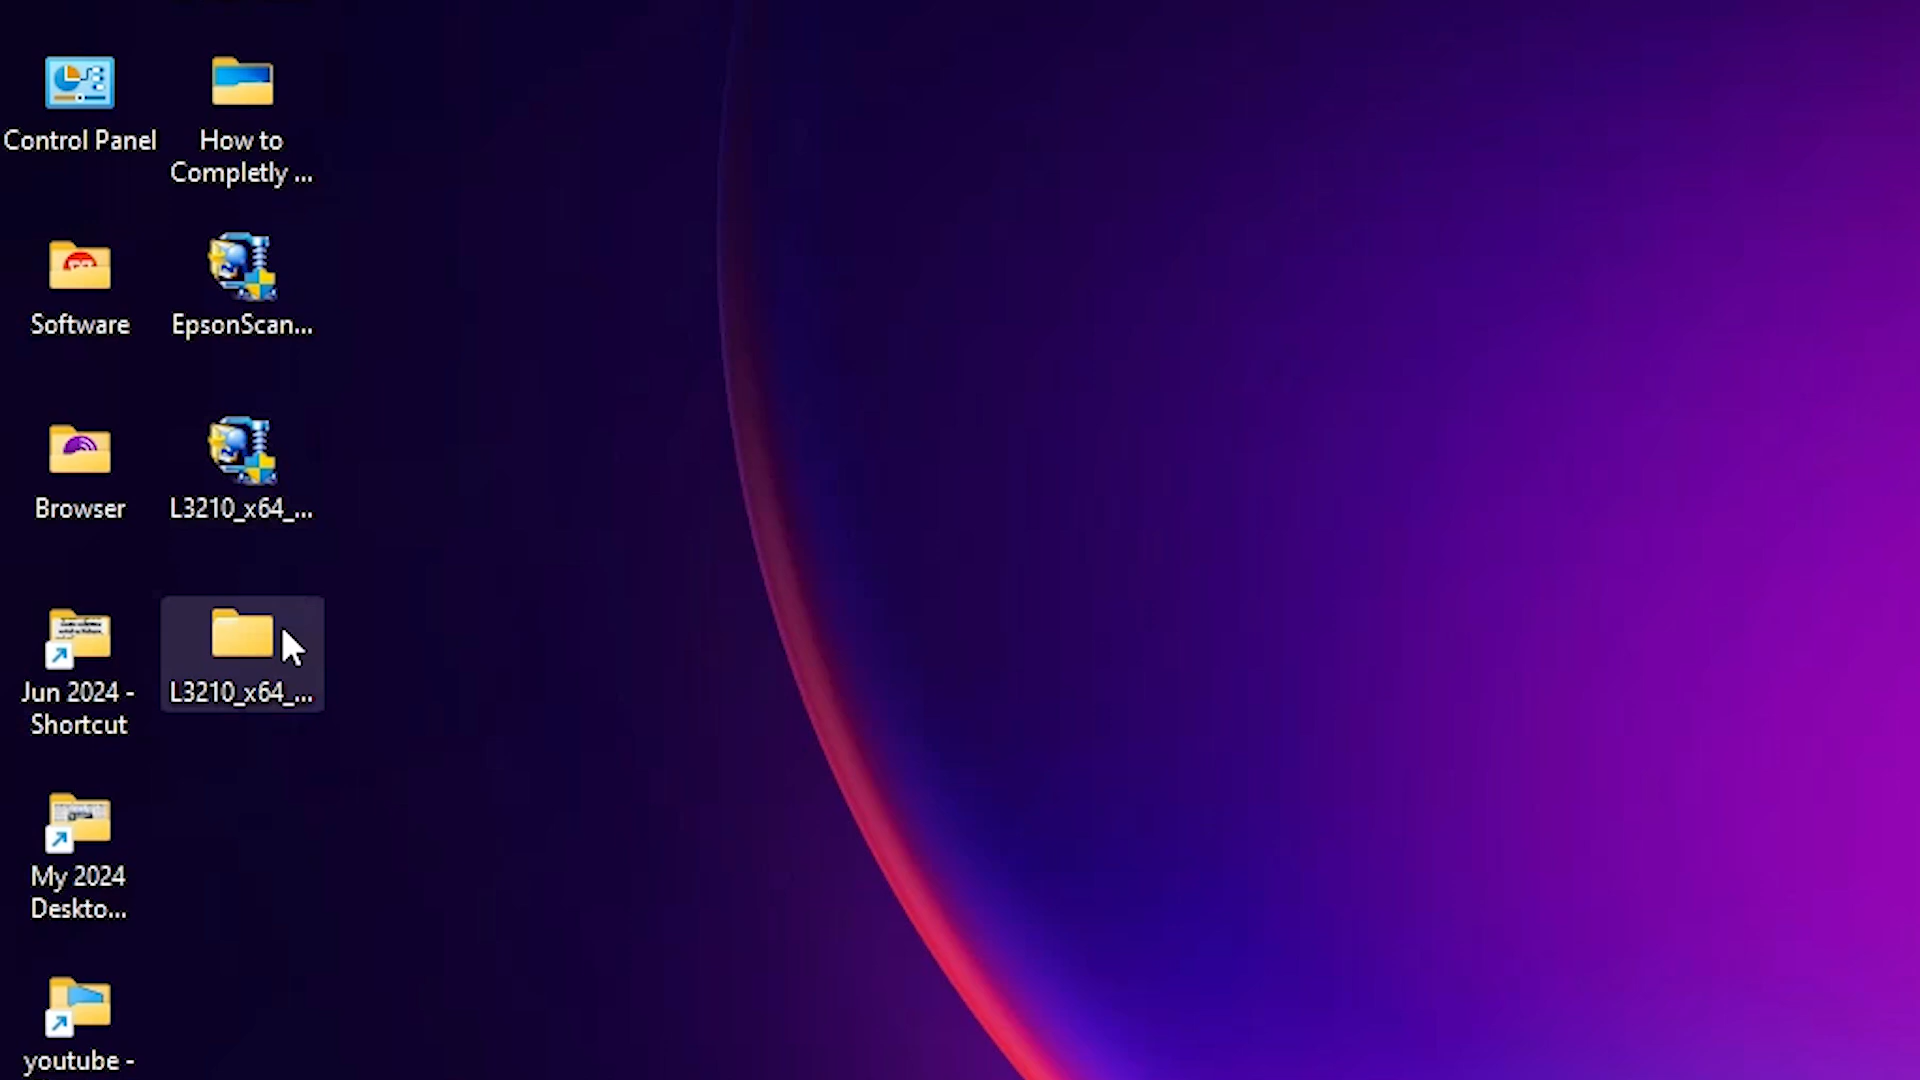 Control Panel
How to
Completly ...
Software
EpsonScan...
Browser
L3210_x64_...
Jun 2024 -
Shortcut
L3210_x64_...
My 2024
Deskto...
youtube -